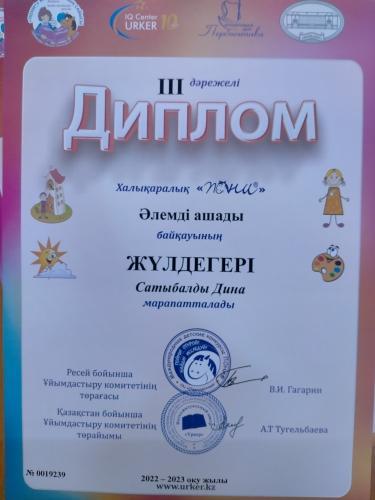 IQ Center
URKER
III дәрежелі
Диплом
Халықаралық «ПОНИ»
Әлемді ашады
байқауының
ЖҮЛДЕГЕРІ
Сатыбалды Дина
марапатталады
Ресей бойынша
Ұйымдастыру комитетінің
төрағасы
В.И. Гагарин
Қазақстан бойынша
Ұйымдастыру комитетінің
төрайымы
А.Т Тугельбаева
№ 0019239
2022 – 2023 оқу жылы
www.urker.kz